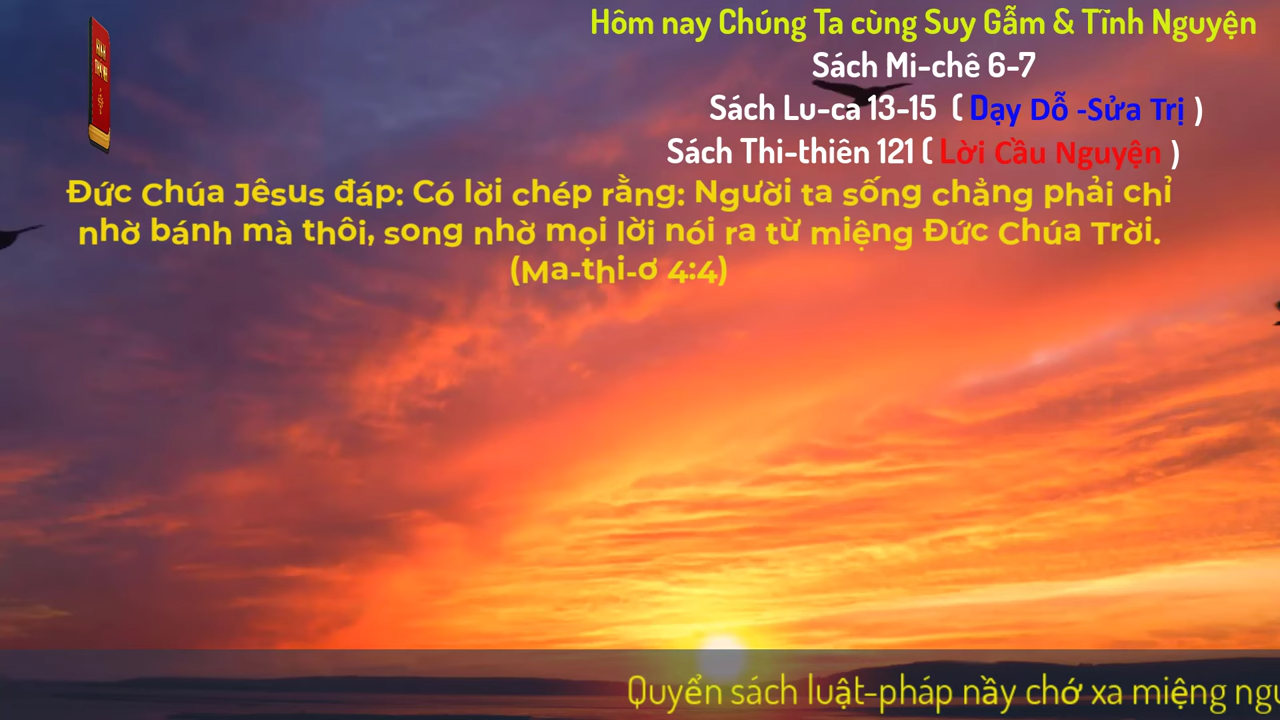 Hôm nay Chúng Ta cùng Suy Gẫm & Tĩnh Nguyện
Sách Mi-chê 6-7
Sách Lu-ca 13-15 ( Dạy Dỗ -Sửa Trị )
Sách Thi-thiên 121 ( Lời Cầu Nguyện )
Đức Chúa Jêsus đáp: Có lời chép rằng: Người ta sống chẳng phải chỉ
nhờ bánh mà thôi, song nhờ mọi lời nói ra từ miệng Đức Chúa Trời.
(Ma-thi-ơ 4:4)
Quyển sách luật-pháp nầy chớ xa miệng